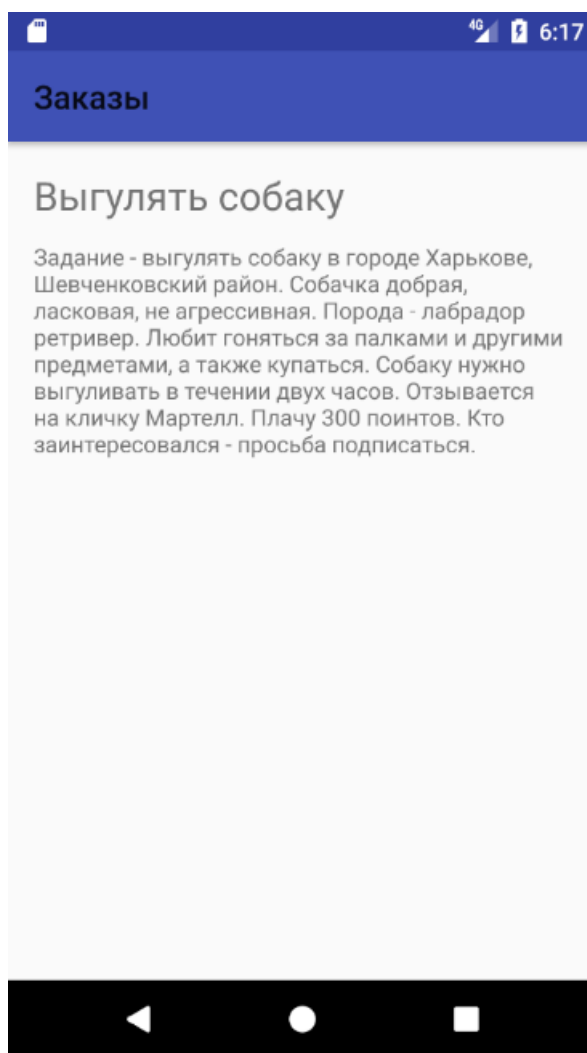 4G 6:17
Заказы
Выгулять собаку
Задание - выгулять собаку в городе Харькове,
Шевченковский район. Собачка добрая,
ласковая, не агрессивная. Порода - лабрадор
ретривер. Любит гоняться за палками и другими
предметами, а также купаться. Собаку нужно
выгуливать в течении двух часов. Отзывается
на кличку Мартелл. Плачу 300 поинтов. Кто
заинтересовался - просьба подписаться.